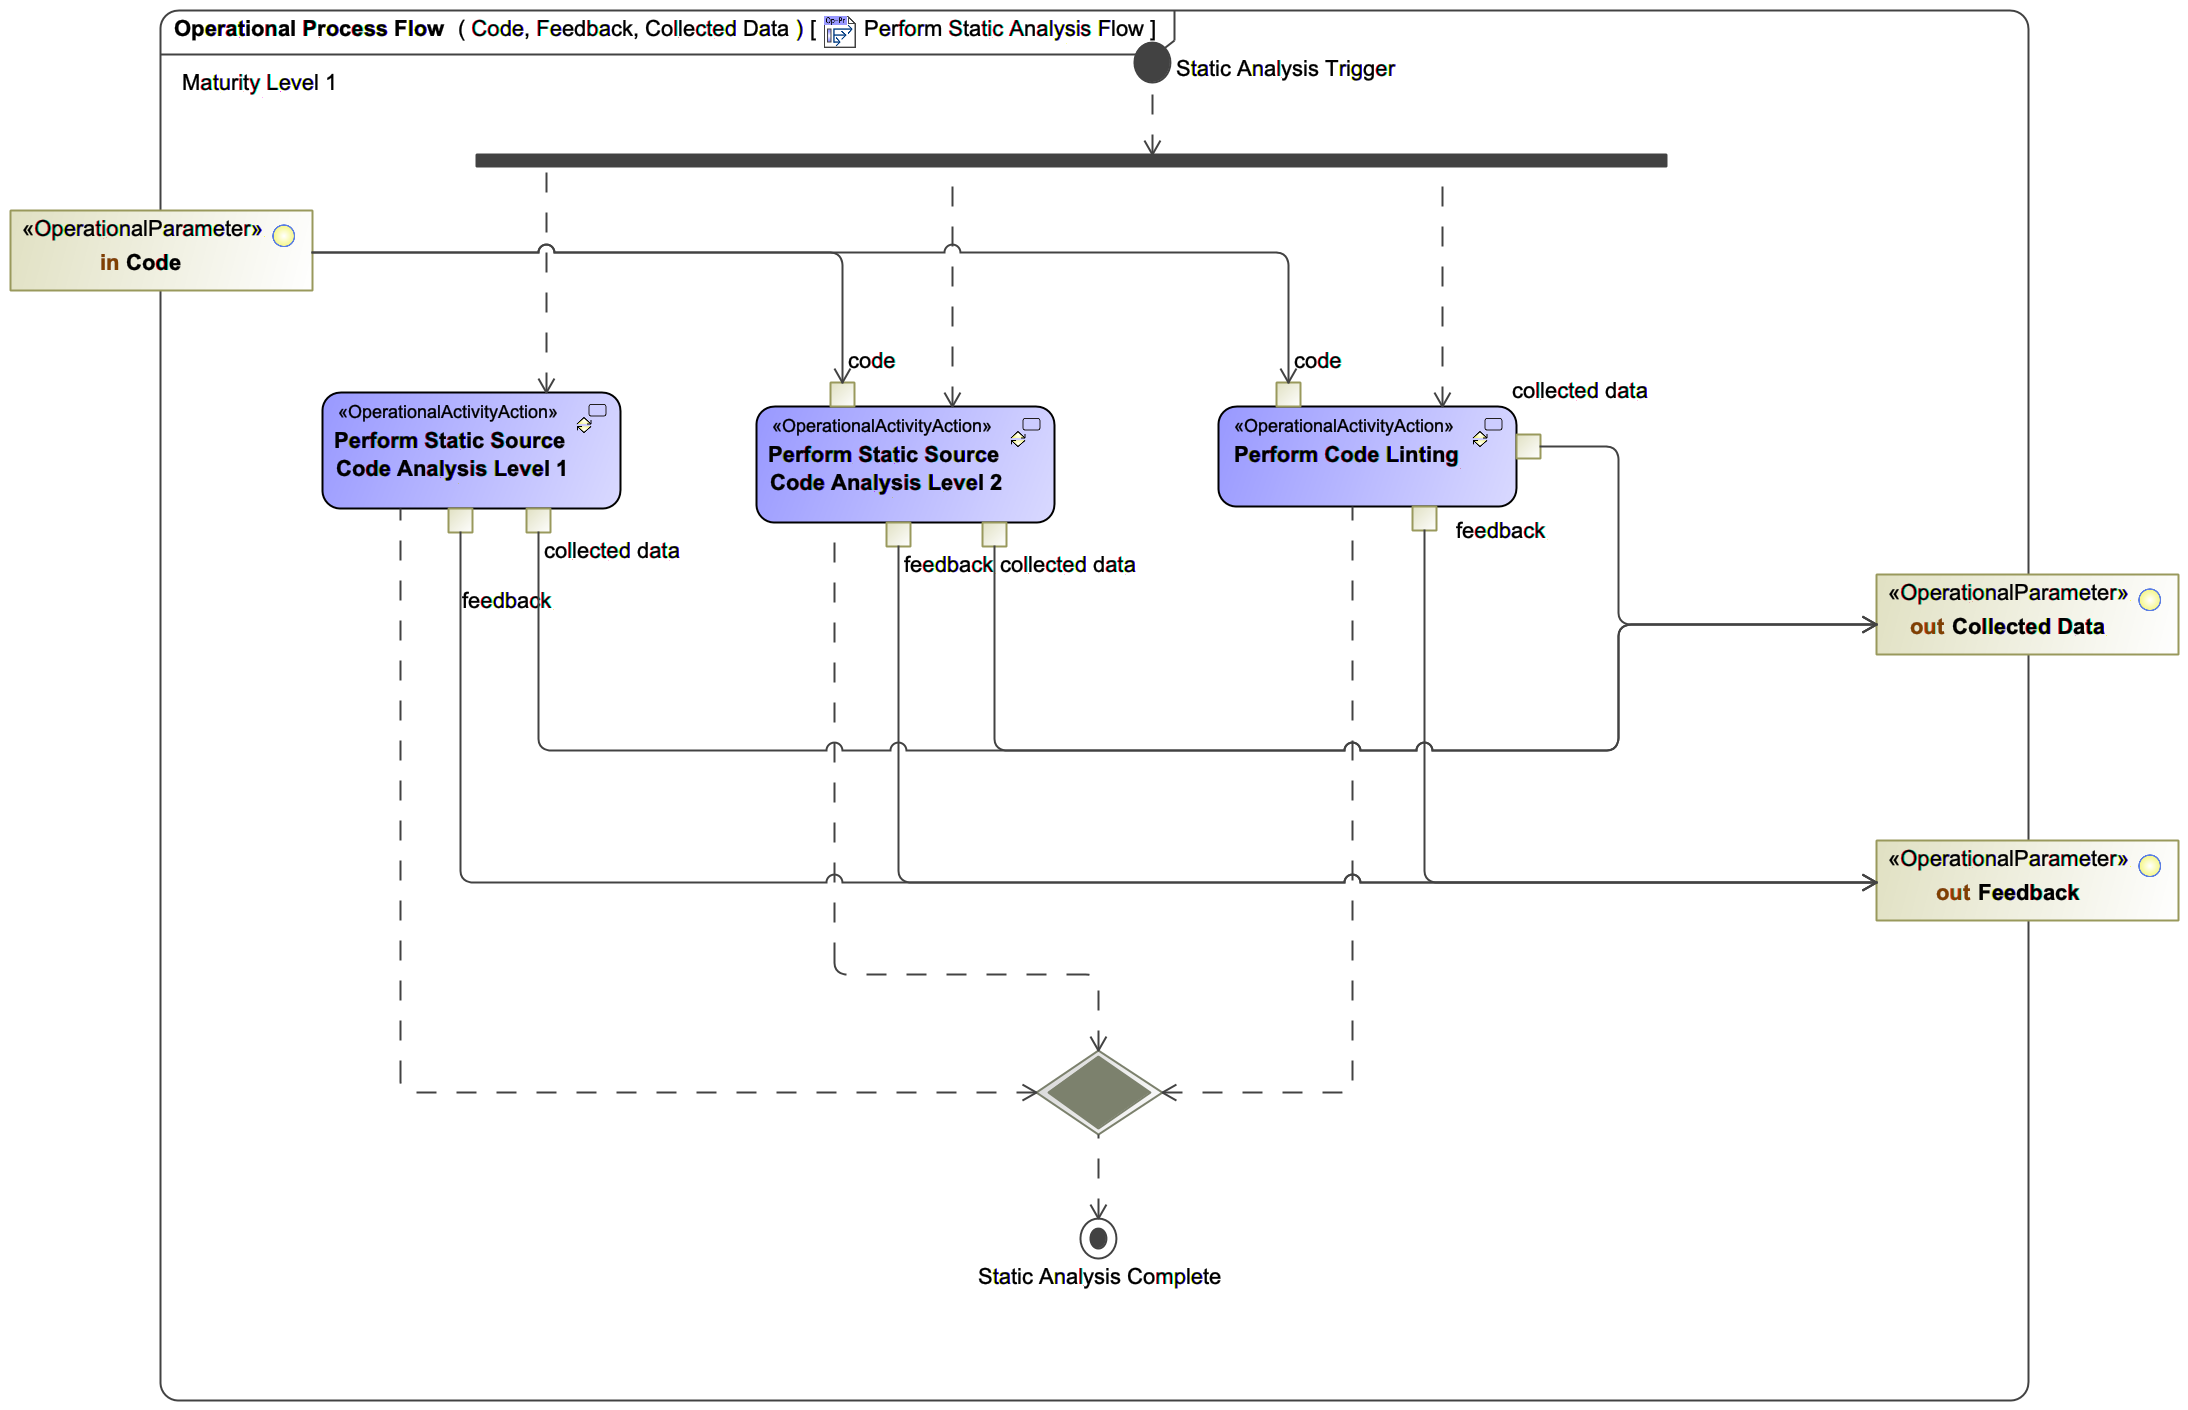 Operational Process Flow ( Code, Feedback, Collected Data ) [ Op-Pr Perform Static Analysis Flow ]
Static Analysis Trigger
Maturity Level 1
«OperationalParameter»
in Code
code
code
collected data
«OperationalActivityAction»
Perform Static Source
Code Analysis Level 1
«OperationalActivityAction»
Perform Static Source
Code Analysis Level 2
«OperationalActivityAction»
Perform Code Linting
collected data
feedback
feedback
collected data
feedback
«OperationalParameter»
out Collected Data
«OperationalParameter»
out Feedback
Static Analysis Complete